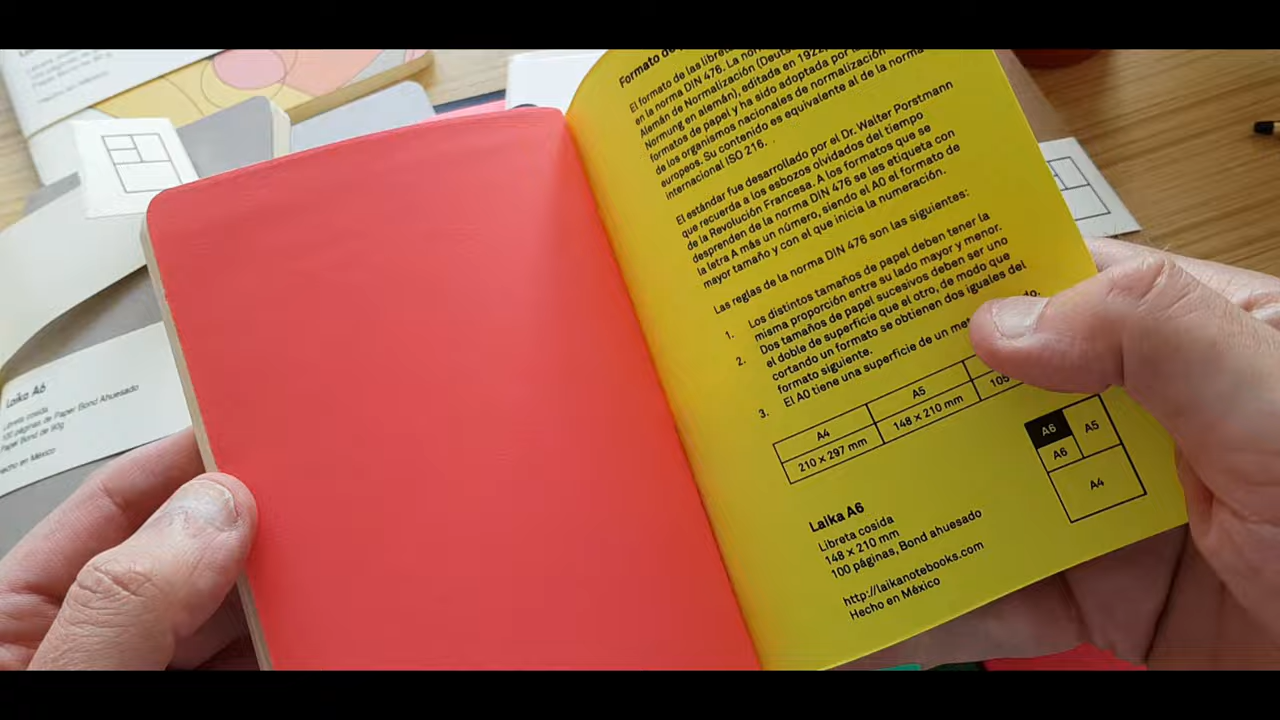 Formato de
El formato de las libret
en la norma DIN 476. La nor
Alemán de Normalización (Deuts
Normung en alemán), editada en 1922,
formatos de papel y ha sido adoptada por la
de los organismos nacionales de normalización
europeos. Su contenido es equivalente al de la norma
internacional ISO 216.
El estándar fue desarrollado por el Dr. Walter Porstmann
que recuerda a los esbozos olvidados del tiempo
de la Revolución Francesa. A los formatos que se
desprenden de la norma DIN 476 se les etiqueta con
la letra A más un número, siendo el A0 el formato de
mayor tamaño y con el que inicia la numeración.
Las reglas de la norma DIN 476 son las siguientes:
1. Los distintos tamaños de papel deben tener la
misma proporción entre su lado mayor y menor.
2. Dos tamaños de papel sucesivos deben ser uno
el doble de superficie que el otro, de modo que
cortando un formato se obtienen dos iguales del
formato siguiente.
3. El A0 tiene una superficie de un met do.
A4 A5
210 x 297 mm 148 x 210 mm 105
A6 A5
A6
A4
Laika A6
Libreta cosida
148 x 210 mm
100 páginas, Bond ahuesado
http://laikanotebooks.com
Hecho en México
Laika A6
Libreta cosida
100 páginas de Paper Bond Ahuesado
Paper Bond de 90g
Hecho en México